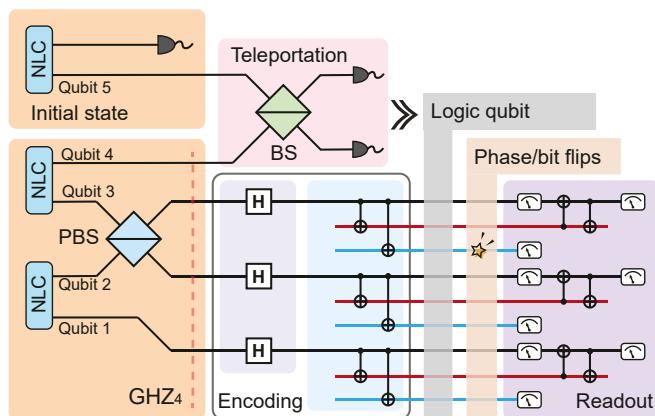 NLC
Qubit 5
Initial state
Teleportation
BS
Logic qubit
Phase/bit flips
NLC
Qubit 4
Qubit 3
PBS
NLC
Qubit 2
Qubit 1
GHZ4
H
H
H
Encoding
Readout